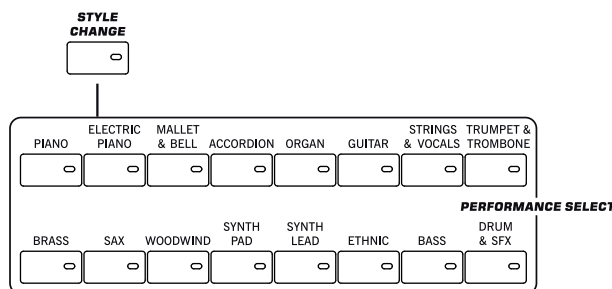 STYLE
CHANGE
PIANO
ELECTRIC
PIANO
MALLET
& BELL
ACCORDION
ORGAN
GUITAR
STRINGS
& VOCALS
TRUMPET &
TROMBONE
PERFORMANCE SELECT
BRASS
SAX
WOODWIND
SYNTH
PAD
SYNTH
LEAD
ETHNIC
BASS
DRUM
& SFX